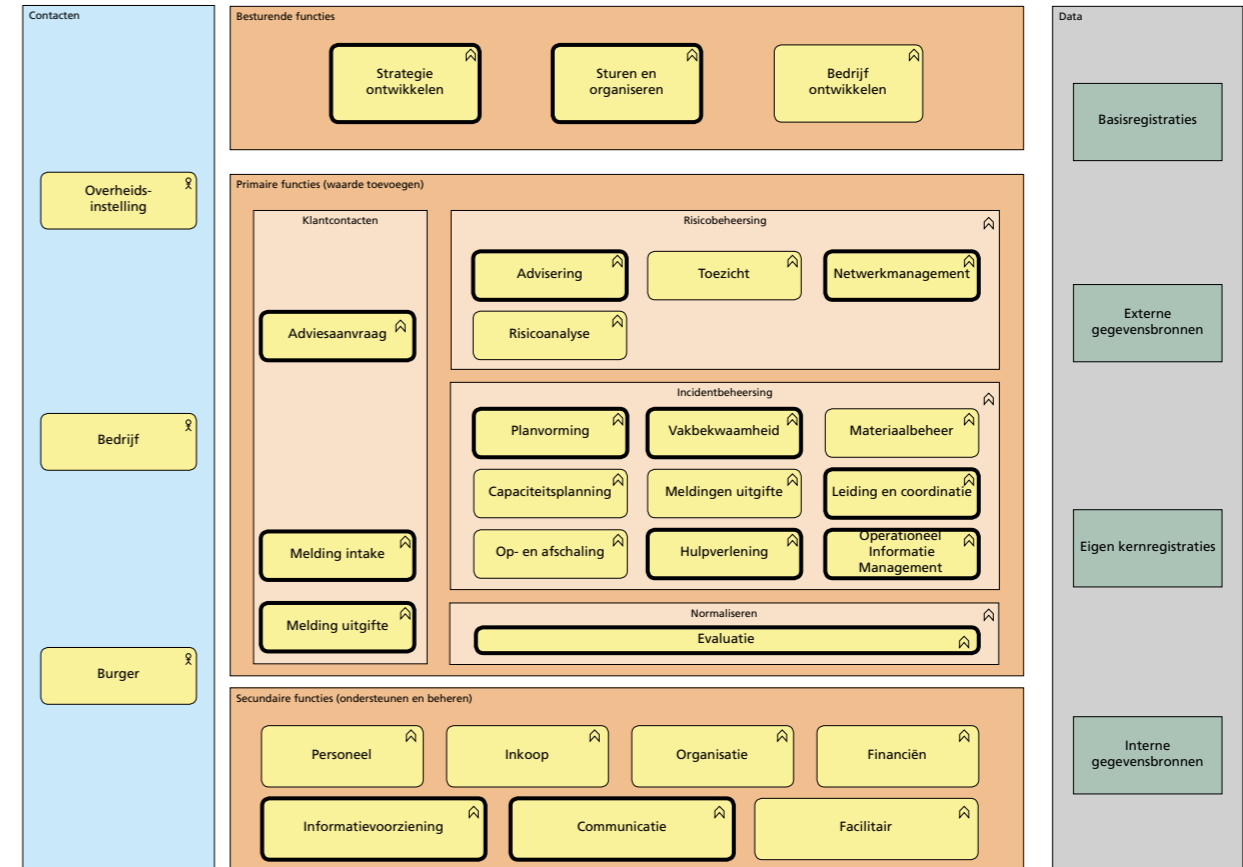 Contacten
Overheids-
instelling
Bedrijf
Burger
Besturende functies
Strategie
ontwikkelen
Sturen en
organiseren
Bedrijf
ontwikkelen
Primaire functies (waarde toevoegen)
Klantcontacten
Adviesaanvraag
Melding intake
Melding uitgifte
Risicobeheersing
Advisering
Toezicht
Netwerkmanagement
Risicoanalyse
Incidentbeheersing
Planvorming
Vakbekwaamheid
Materiaalbeheer
Capaciteitsplanning
Meldingen uitgifte
Leiding en coordinatie
Op- en afschaling
Hulpverlening
Operationeel
Informatie
Management
Normaliseren
Evaluatie
Secundaire functies (ondersteunen en beheren)
Personeel
Inkoop
Organisatie
Financiën
Informatievoorziening
Communicatie
Facilitair
Data
Basisregistraties
Externe
gegevensbronnen
Eigen kernregistraties
Interne
gegevensbronnen